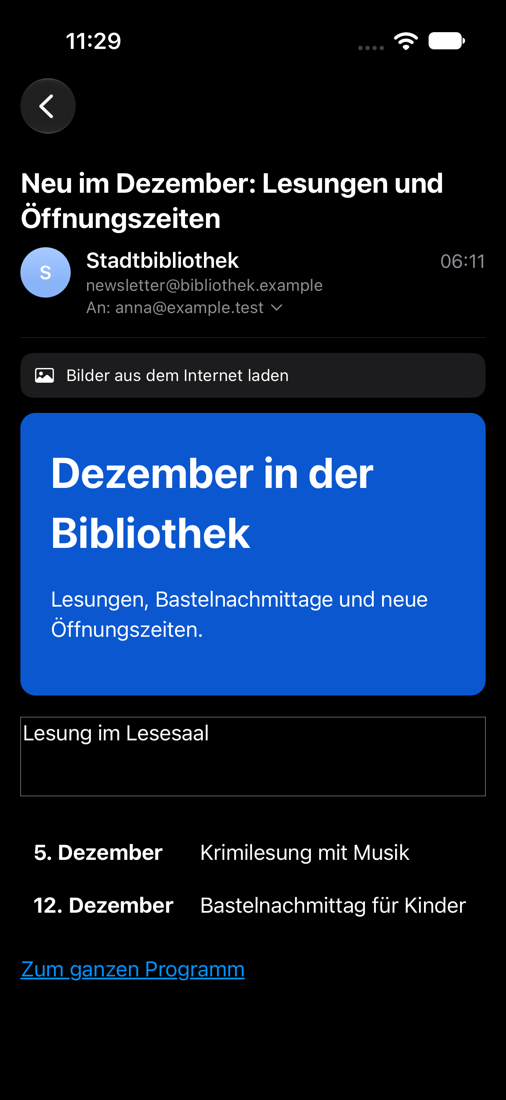 11:29
Neu im Dezember: Lesungen und
Öffnungszeiten
S
Stadtbibliothek
06:11
newsletter@bibliothek.example
An: anna@example.test
Bilder aus dem Internet laden
Dezember in der
Bibliothek
Lesungen, Bastelnachmittage und neue
Öffnungszeiten.
Lesung im Lesesaal
5. Dezember Krimilesung mit Musik
12. Dezember Bastelnachmittag für Kinder
Zum ganzen Programm